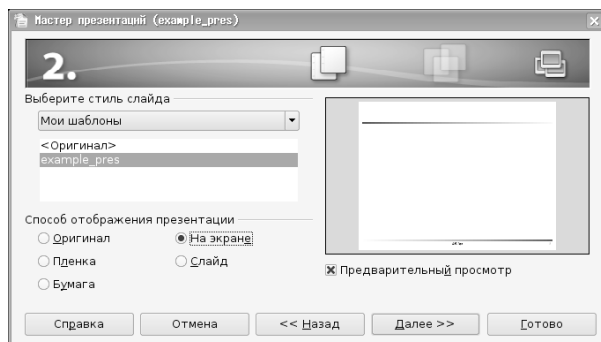 Мастер презентаций (example_pres)
2.
Выберите стиль слайда
Мои шаблоны
<Оригинал>
example_pres
Способ отображения презентации
Оригинал
На экране
Пленка
Слайд
Бумага
Предварительный просмотр
Справка
Отмена
<< Назад
Далее >>
Готово